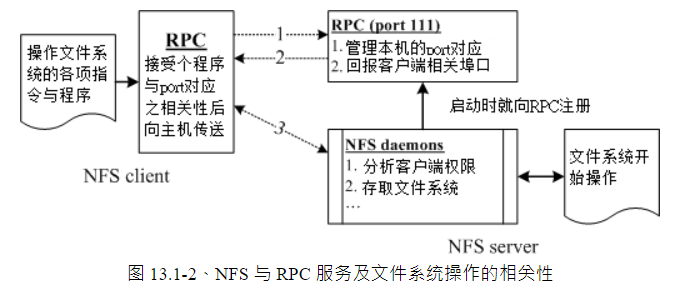 操作文件系
统的各项指
令与程序
RPC
接受个程序
与port对应
之相关性后
向主机传送
NFS client
1
2
3
RPC (port 111)
1.管理本机的port对应
2.回报客户端相关埠口
启动时就向RPC注册
NFS daemons
1. 分析客户端权限
2. 存取文件系统
…
文件系统开
始操作
NFS server
图 13.1-2、NFS 与 RPC 服务及文件系统操作的相关性